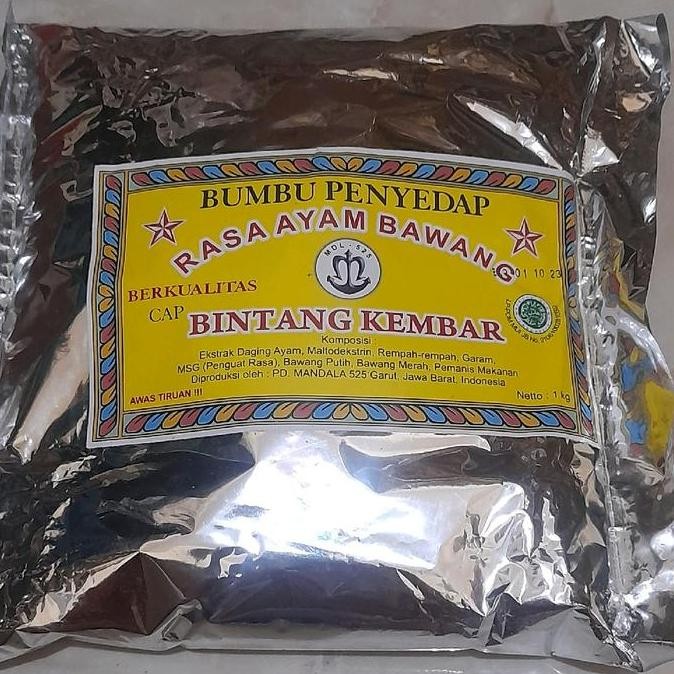 BUMBU PENYEDAP
RASA AYAM BAWANG
MDL - 525
01 10 23
BERKUALITAS
CAP BINTANG KEMBAR
Komposisi :
Ekstrak Daging Ayam, Maltodekstrin, Rempah-rempah, Garam,
MSG (Penguat Rasa), Bawang Putih, Bawang Merah, Pemanis Makanan
Diproduksi oleh : PD. MANDALA 525 Garut, Jawa Barat, Indonesia
AWAS TIRUAN !!!
Netto : 1 kg